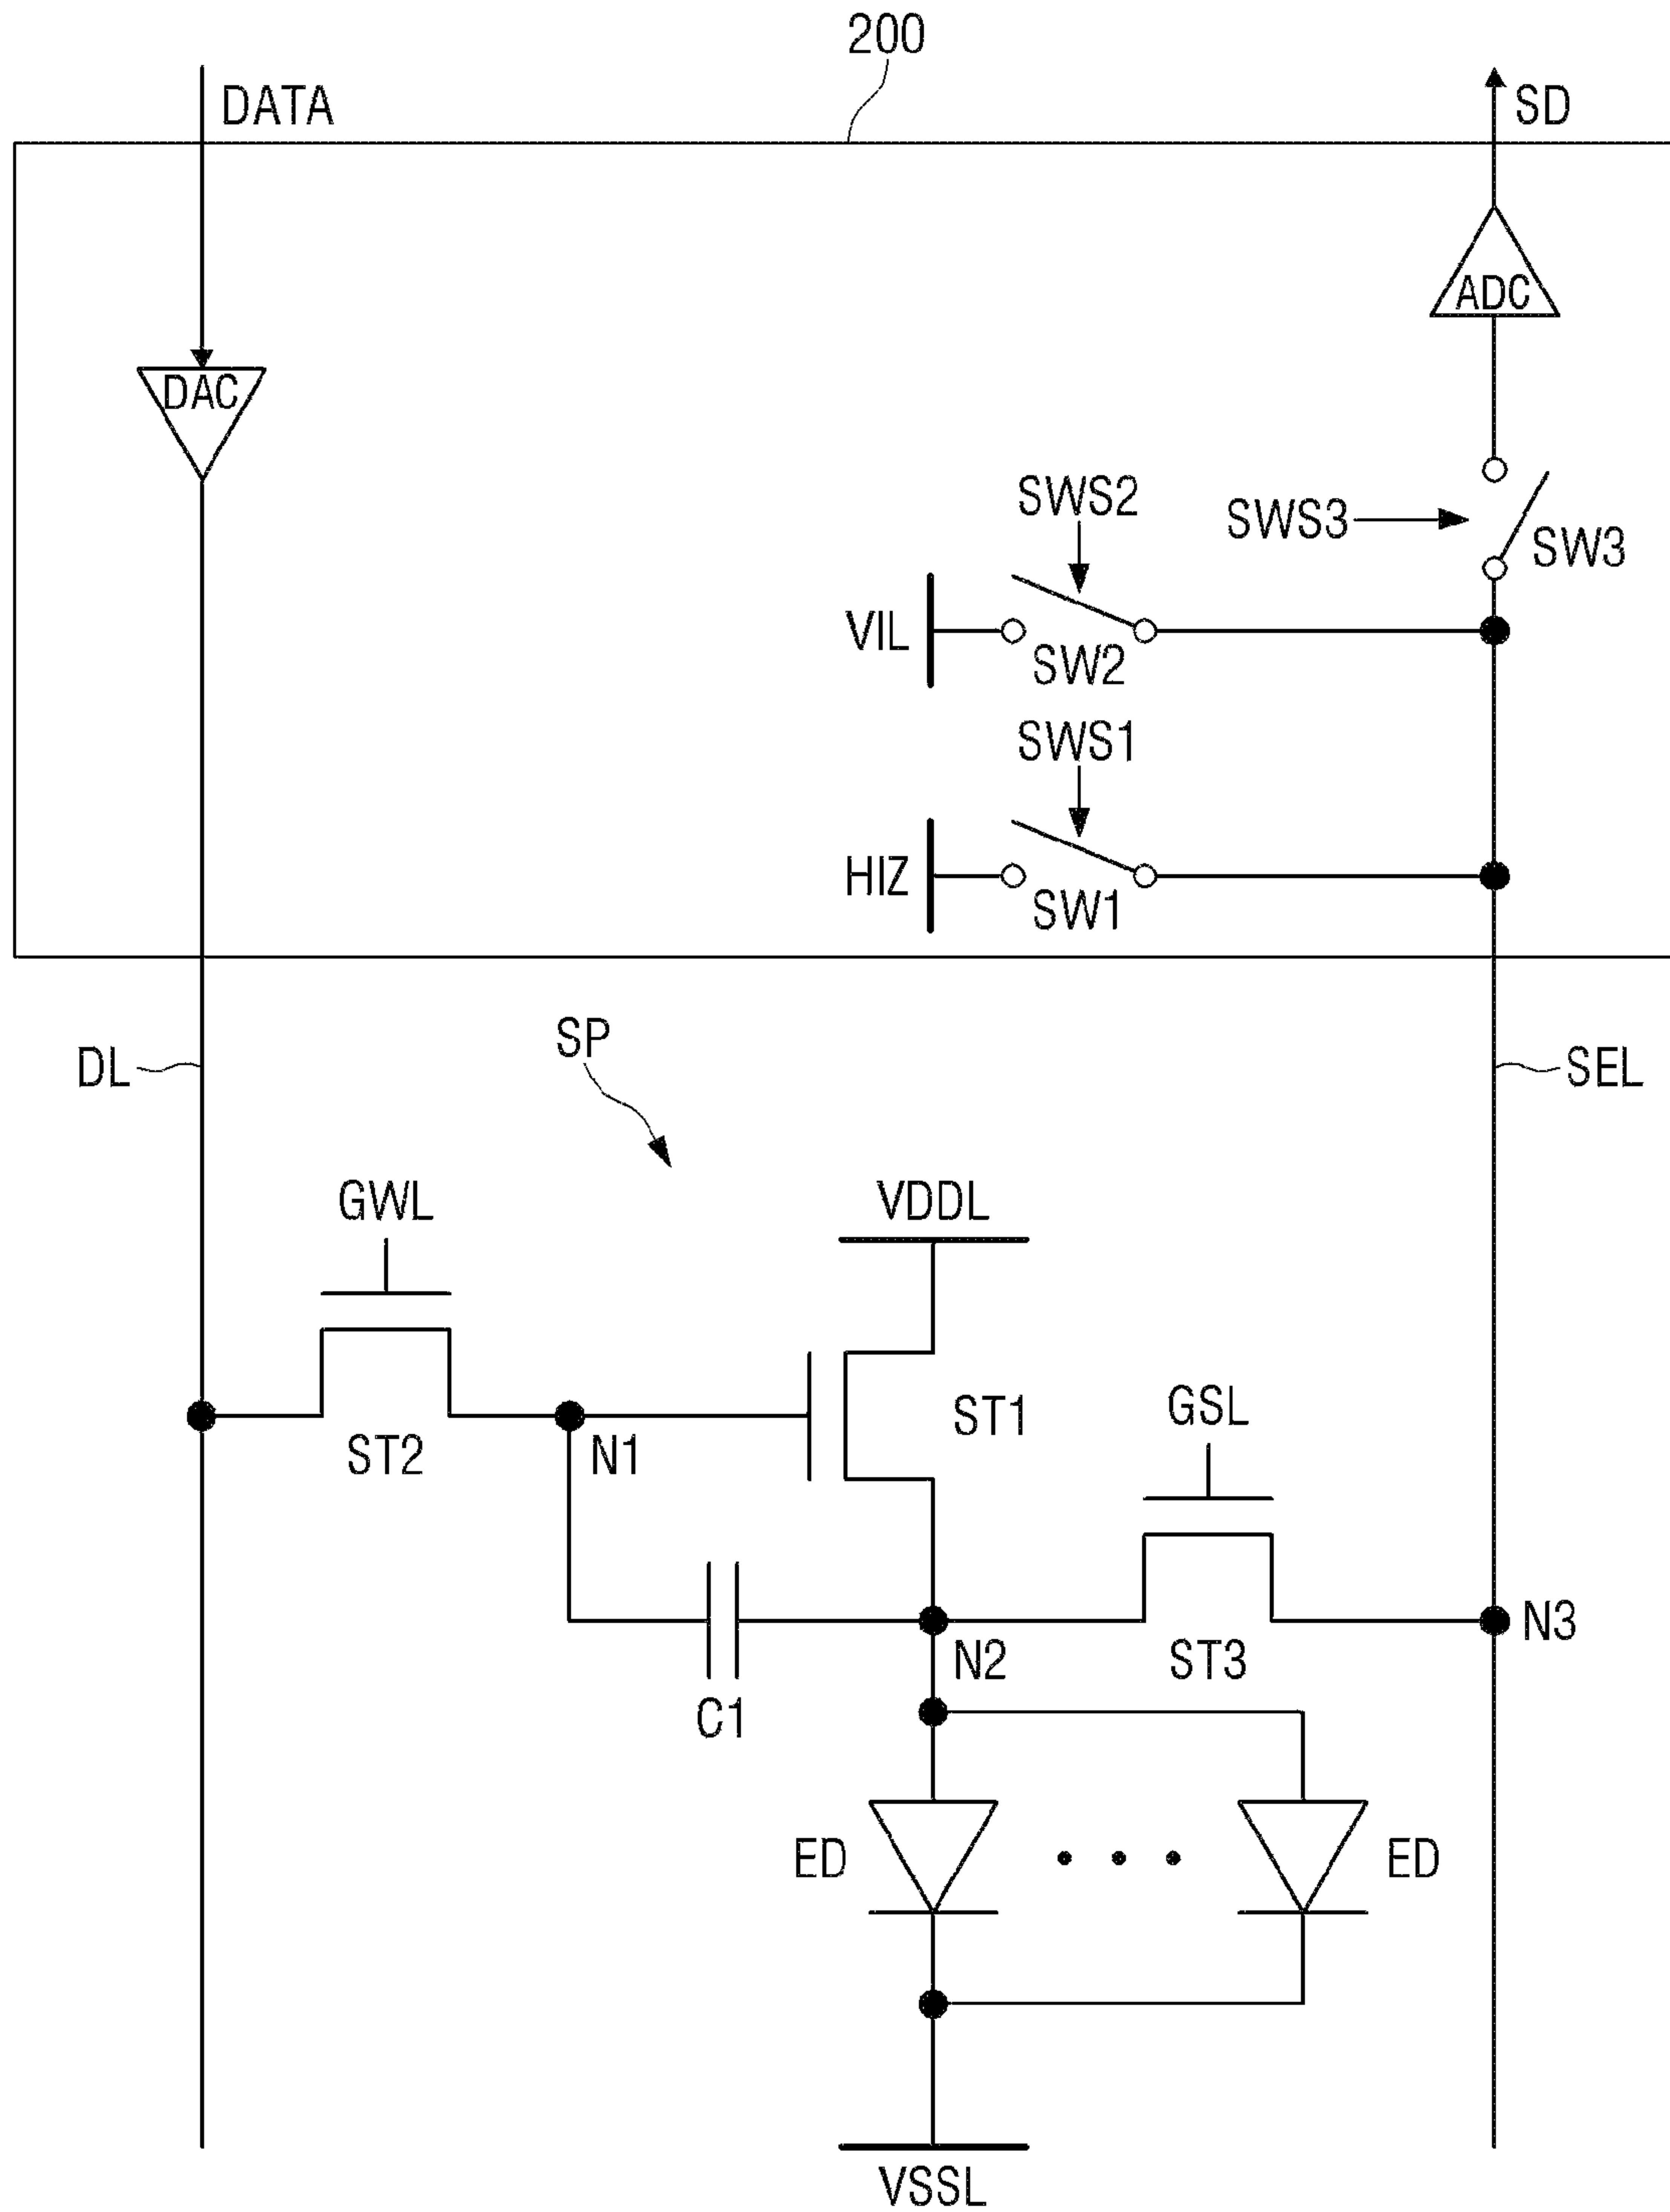 200
DATA
SD
ADC
DAC
SWS2
SWS3
SW3
VIL
SW2
SWS1
HIZ
SW1
SP
DL
SEL
GWL
VDDL
ST1
GSL
ST2
N1
N3
N2
ST3
C1
ED
ED
VSSL